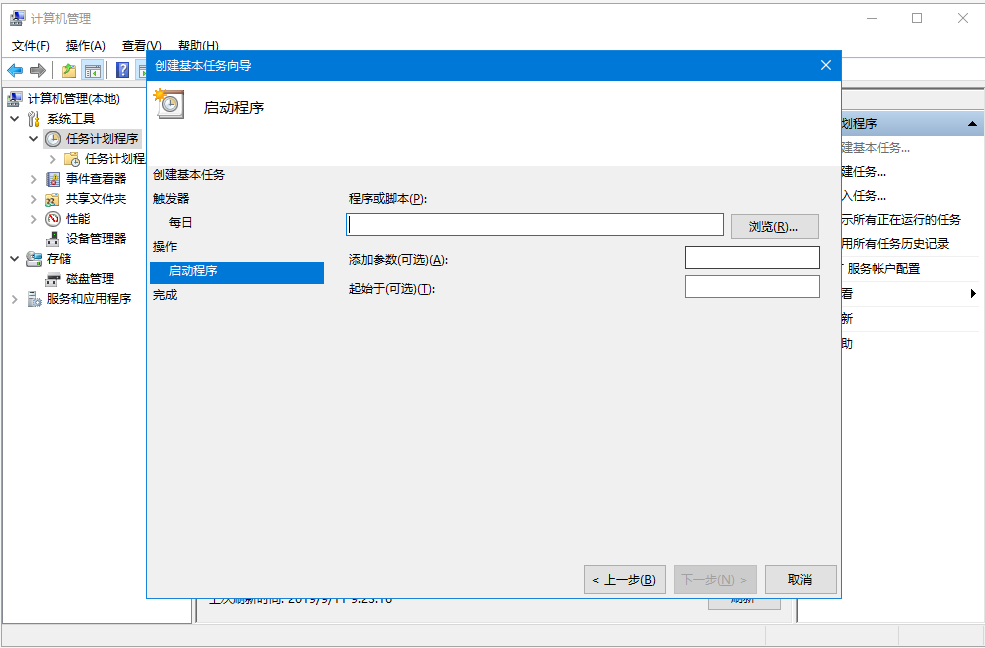 计算机管理
文件(F) 操作(A) 查看(V) 帮助(H)
创建基本任务向导
启动程序
计算机管理(本地)
系统工具
任务计划程序
任务计划程
事件查看器
共享文件夹
性能
设备管理器
存储
磁盘管理
服务和应用程序
创建基本任务
触发器
每日
操作
启动程序
完成
程序或脚本(P):
浏览(R)...
添加参数(可选)(A):
起始于(可选)(T):
< 上一步(B)
下一步(N) >
取消
划程序
建基本任务...
建任务...
入任务...
示所有正在运行的任务
用所有任务历史记录
服务帐户配置
看
新
助
上次刷新时间: 2019/9/11 9:23:16
刷新